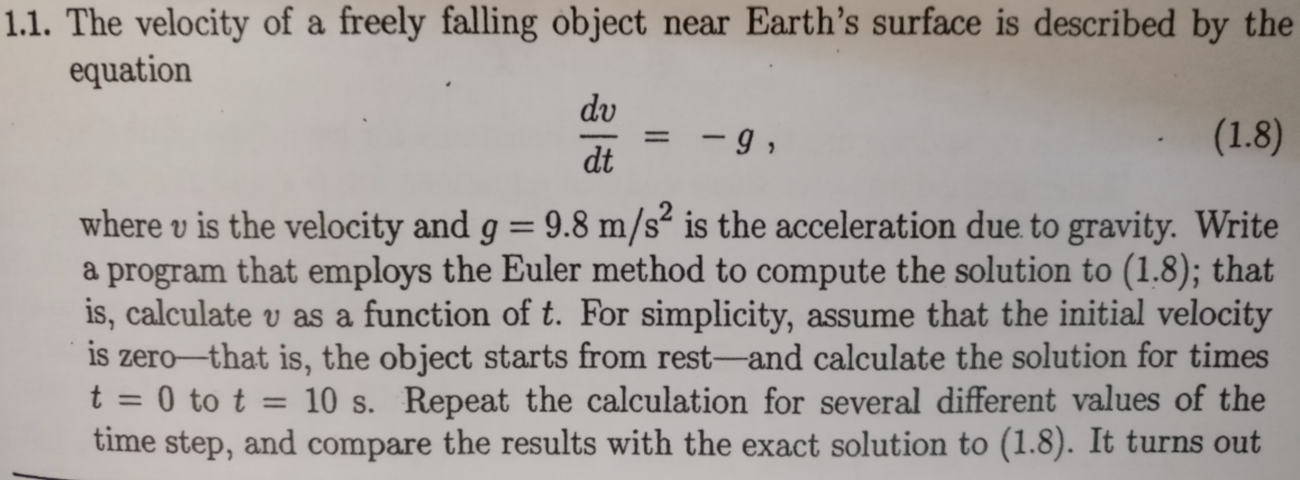 1.1. The velocity of a freely falling object near Earth's surface is described by the
equation
dv/dt = -g, (1.8)
where v is the velocity and g = 9.8 m/s² is the acceleration due to gravity. Write
a program that employs the Euler method to compute the solution to (1.8); that
is, calculate v as a function of t. For simplicity, assume that the initial velocity
is zero—that is, the object starts from rest—and calculate the solution for times
t = 0 to t = 10 s. Repeat the calculation for several different values of the
time step, and compare the results with the exact solution to (1.8). It turns out